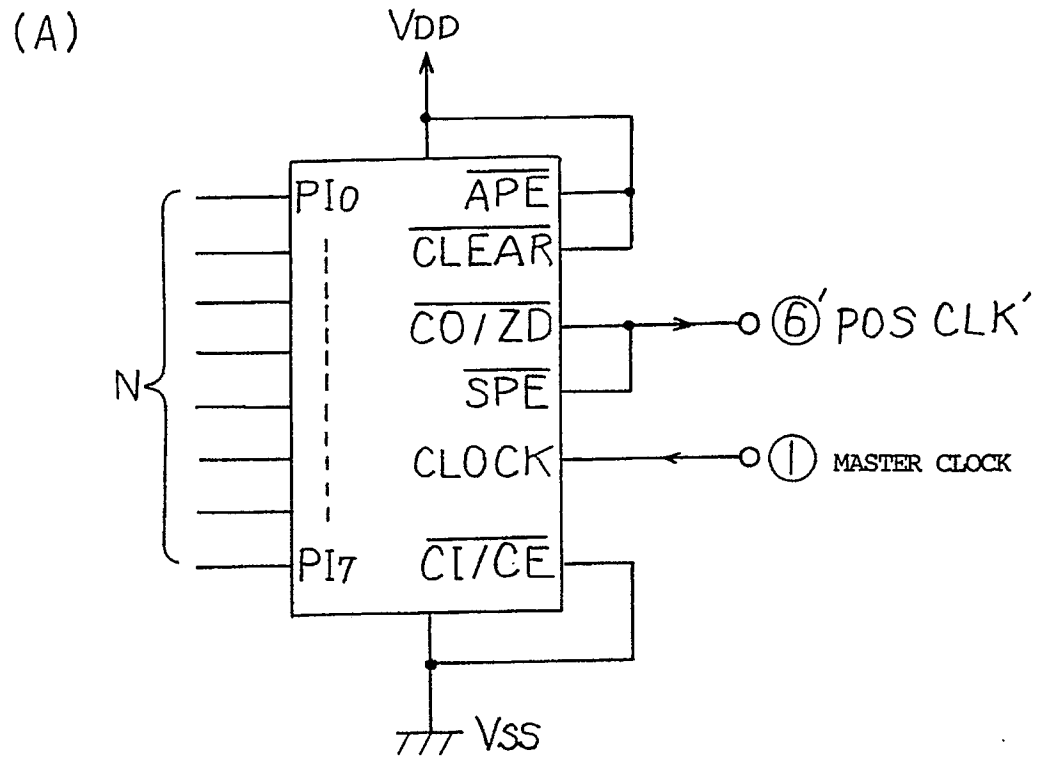 (A)
VDD
PI0
APE
CLEAR
CO/ZD
⑥' POS CLK'
N
SPE
CLOCK
① MASTER CLOCK
PI7
CI/CE
VSS